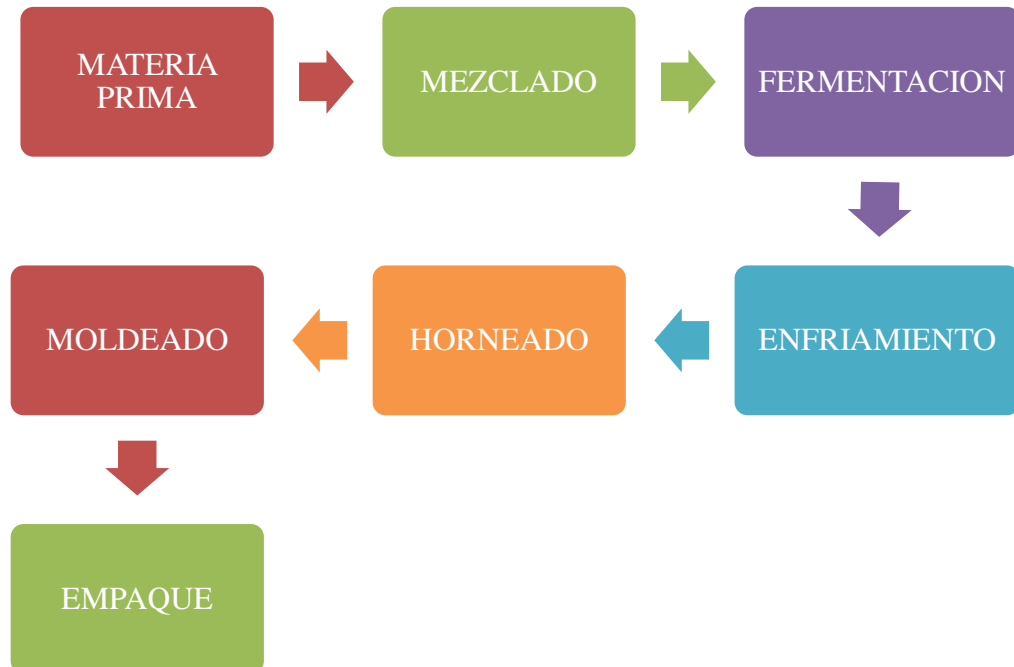 MATERIA
PRIMA
MEZCLADO
FERMENTACION
ENFRIAMIENTO
HORNEADO
MOLDEADO
EMPAQUE